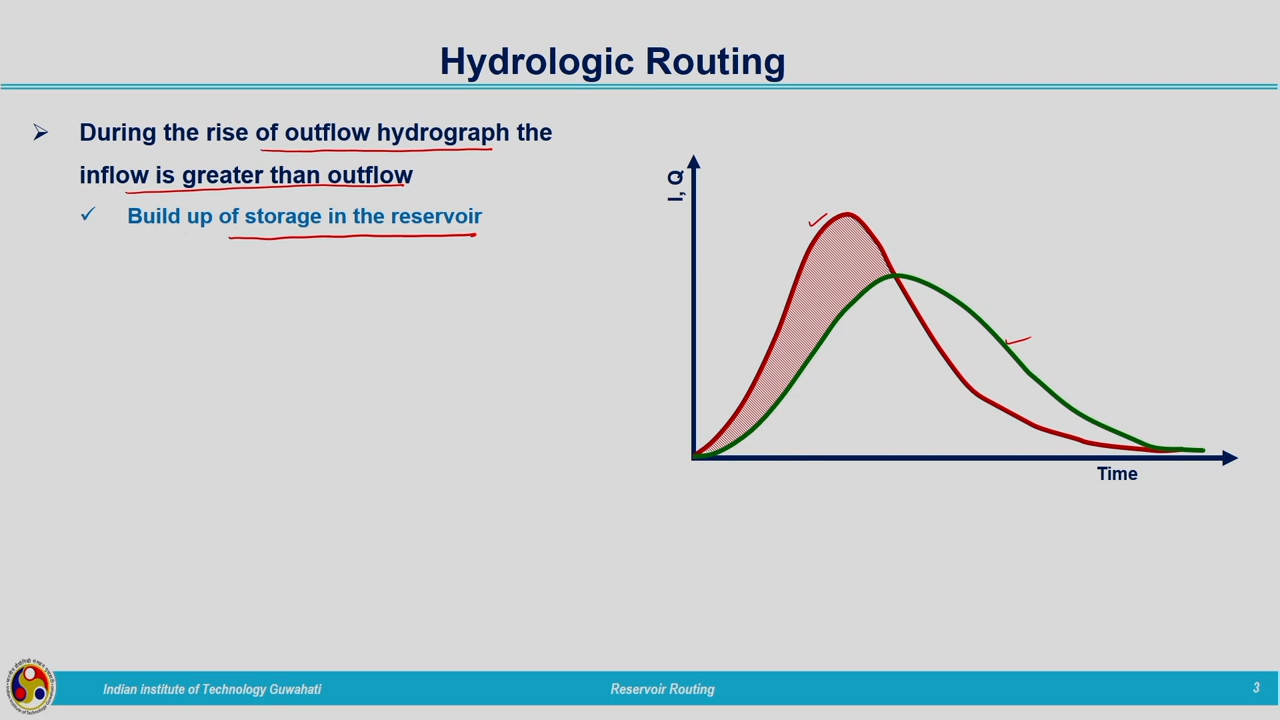 Hydrologic Routing
During the rise of outflow hydrograph the
inflow is greater than outflow
Build up of storage in the reservoir
I, Q
Time
Indian institute of Technology Guwahati
Reservoir Routing
3